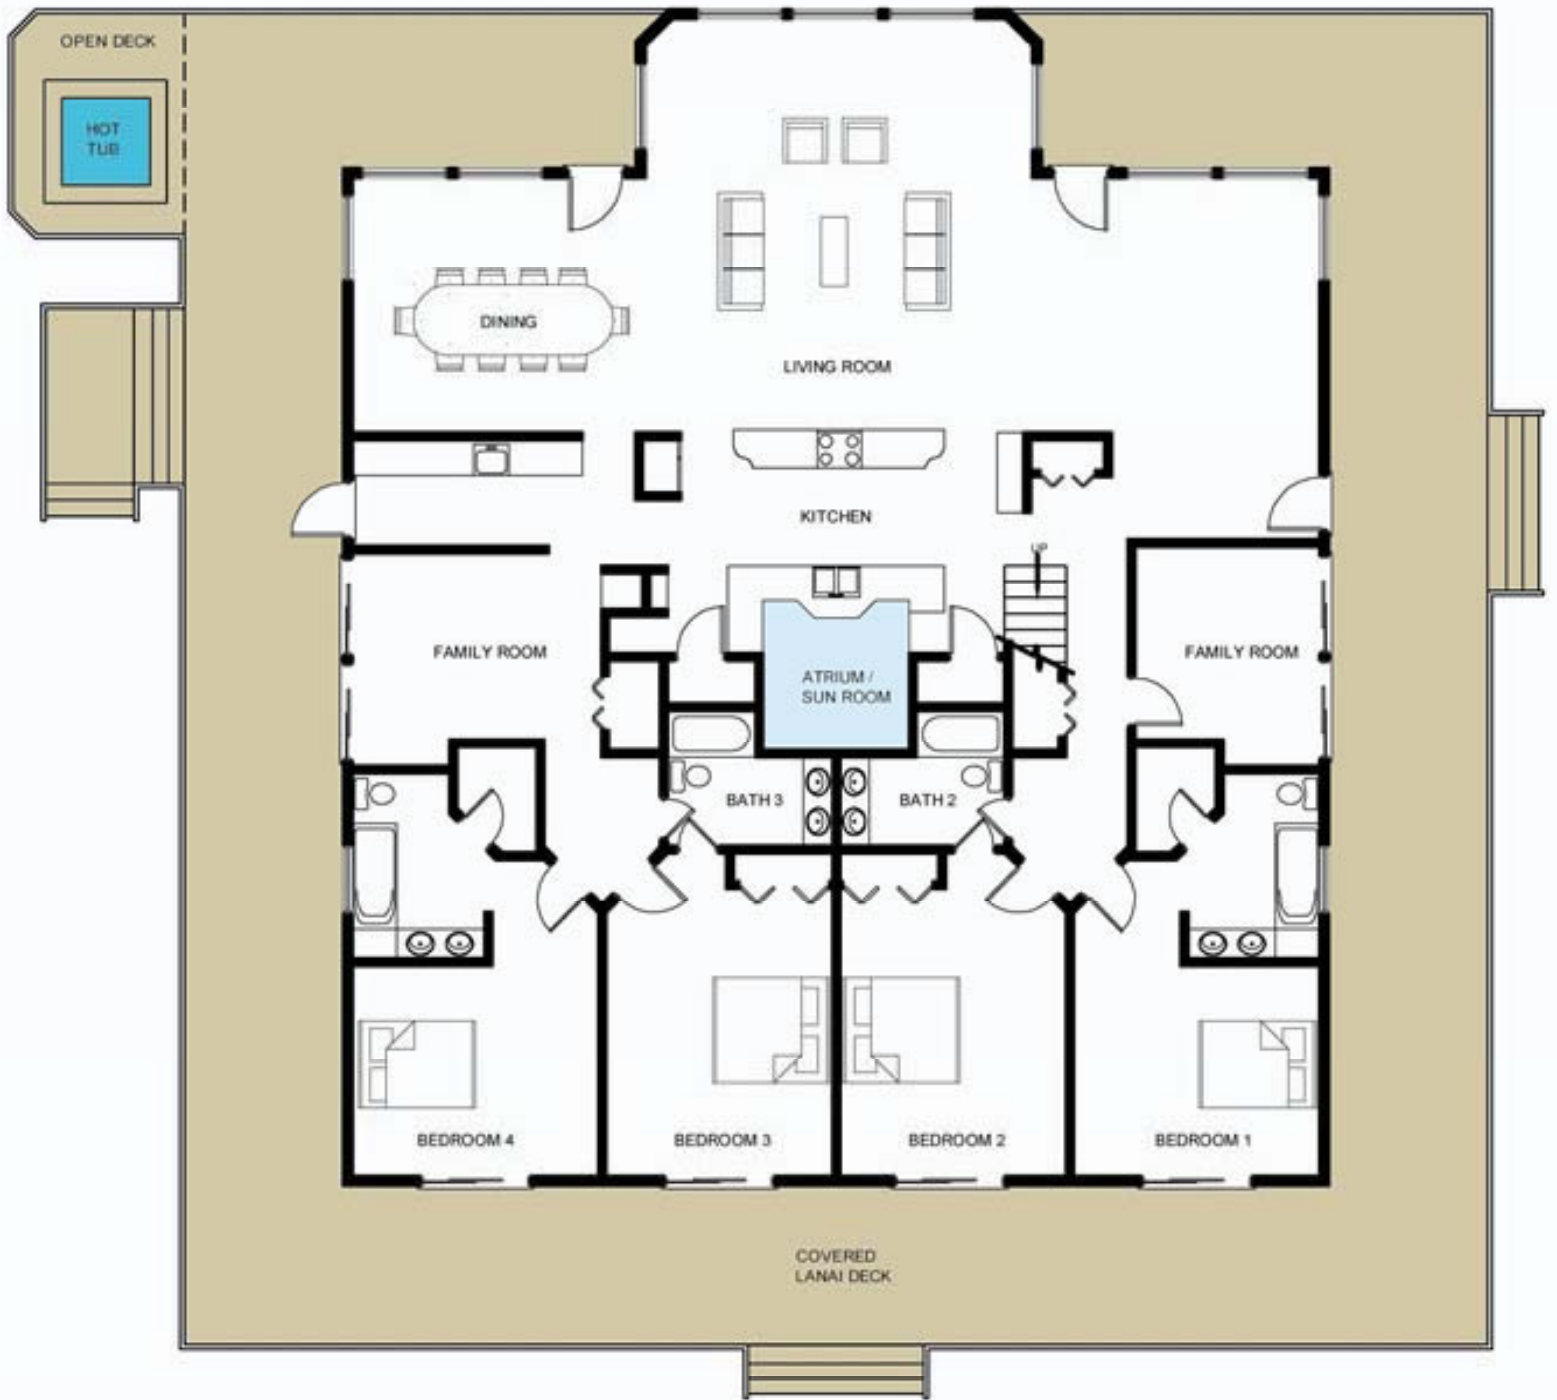 OPEN DECK
HOT
TUB
DINING
LIVING ROOM
KITCHEN
UP
FAMILY ROOM
FAMILY ROOM
ATRIUM /
SUN ROOM
BATH 3
BATH 2
BEDROOM 4
BEDROOM 3
BEDROOM 2
BEDROOM 1
COVERED
LANAI DECK